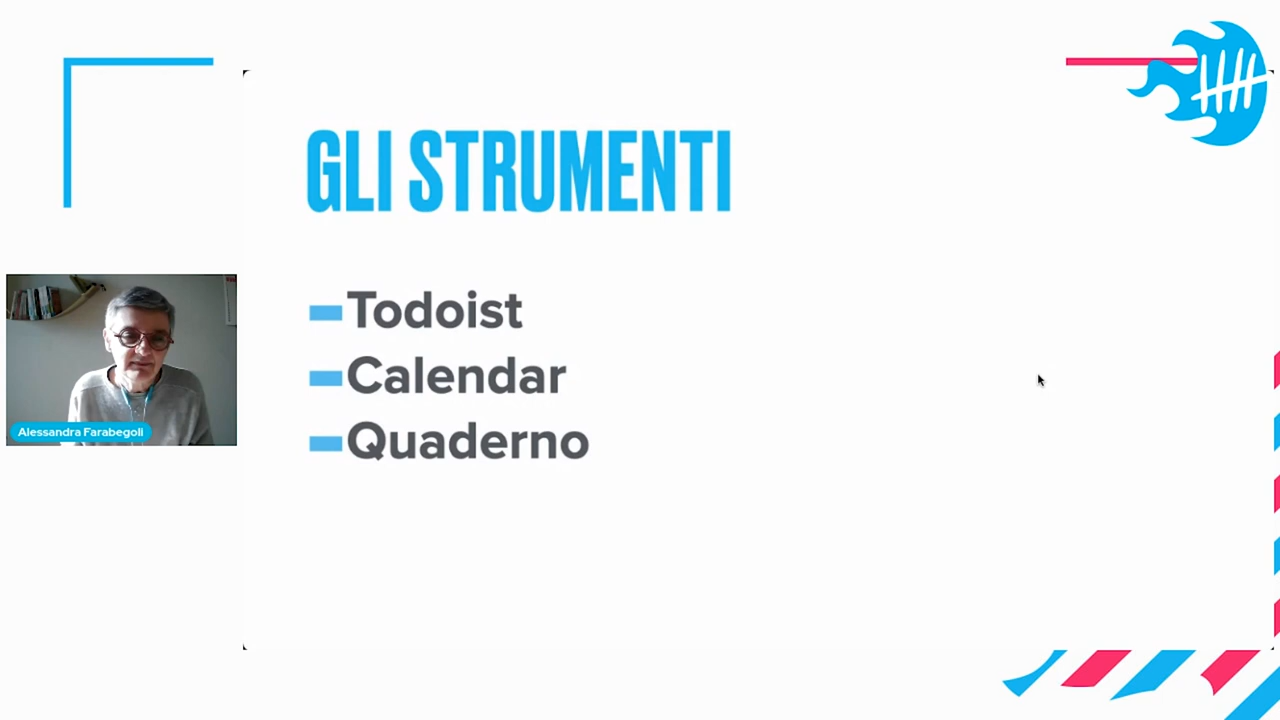 GLI STRUMENTI
Todoist
Calendar
Quaderno
Alessandra Farabegoli